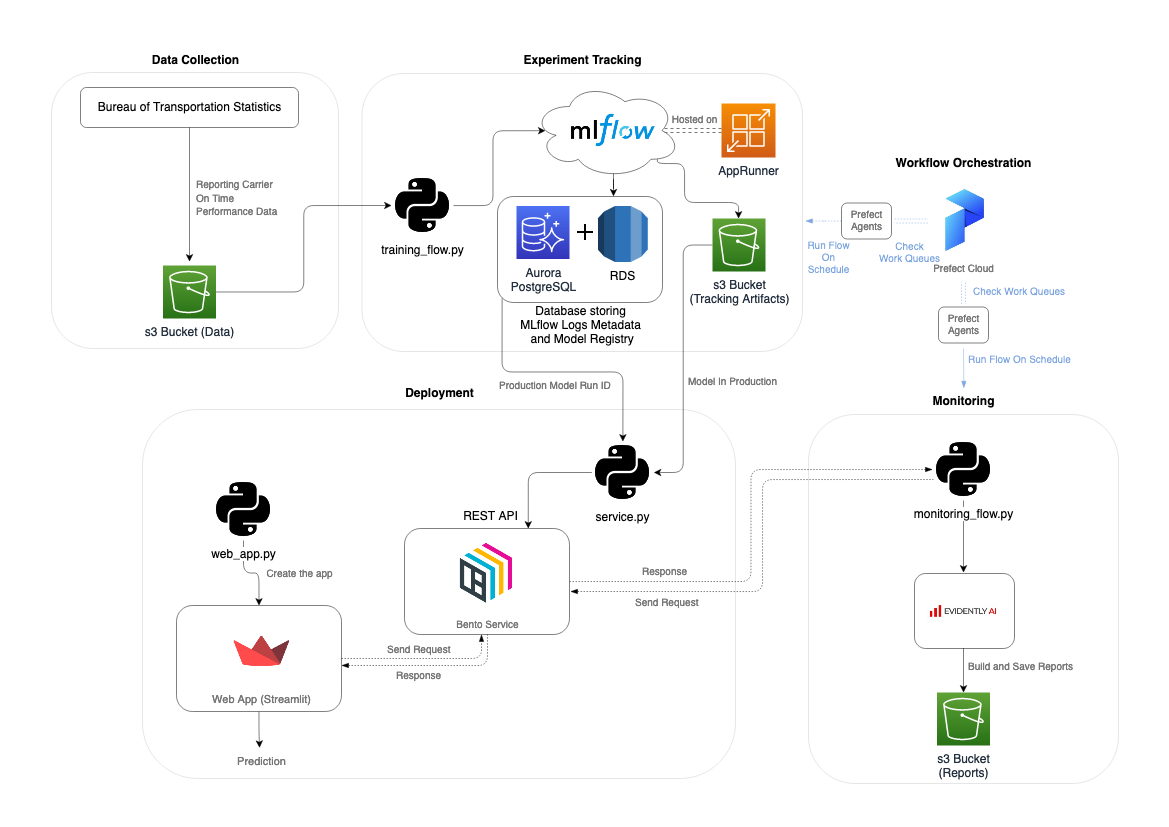 Data Collection
Bureau of Transportation Statistics
Reporting Carrier
On Time
Performance Data
s3 Bucket (Data)
Experiment Tracking
mlflow
Hosted on
AppRunner
training_flow.py
Aurora
PostgreSQL
+
RDS
Database storing
MLflow Logs Metadata
and Model Registry
s3 Bucket
(Tracking Artifacts)
Workflow Orchestration
Prefect
Agents
Run Flow
On
Schedule
Check
Work Queues
Prefect Cloud
Check Work Queues
Prefect
Agents
Run Flow On Schedule
Production Model Run ID
Model In Production
Deployment
service.py
REST API
Bento Service
web_app.py
Create the app
Web App (Streamlit)
Send Request
Response
Prediction
Response
Send Request
Monitoring
monitoring_flow.py
EVIDENTLY AI
Build and Save Reports
s3 Bucket
(Reports)